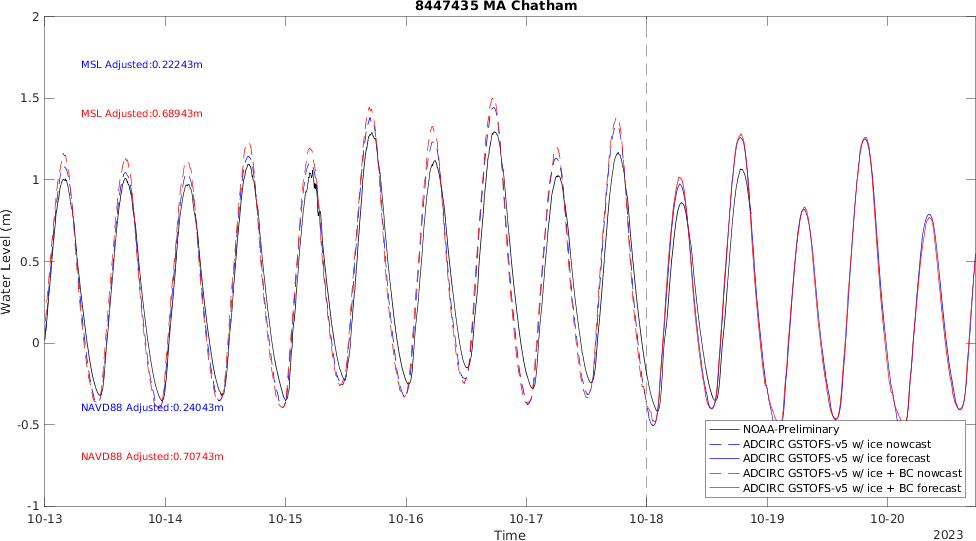 8447435 MA Chatham
2
1.5
1
0.5
0
-0.5
-1
Water Level (m)
MSL Adjusted:0.22243m
MSL Adjusted:0.68943m
NAVD88 Adjusted:0.24043m
NAVD88 Adjusted:0.70743m
NOAA-Preliminary
ADCIRC GSTOFS-v5 w/ ice nowcast
ADCIRC GSTOFS-v5 w/ ice forecast
ADCIRC GSTOFS-v5 w/ ice + BC nowcast
ADCIRC GSTOFS-v5 w/ ice + BC forecast
10-13 10-14 10-15 10-16 10-17 10-18 10-19 10-20
Time
2023